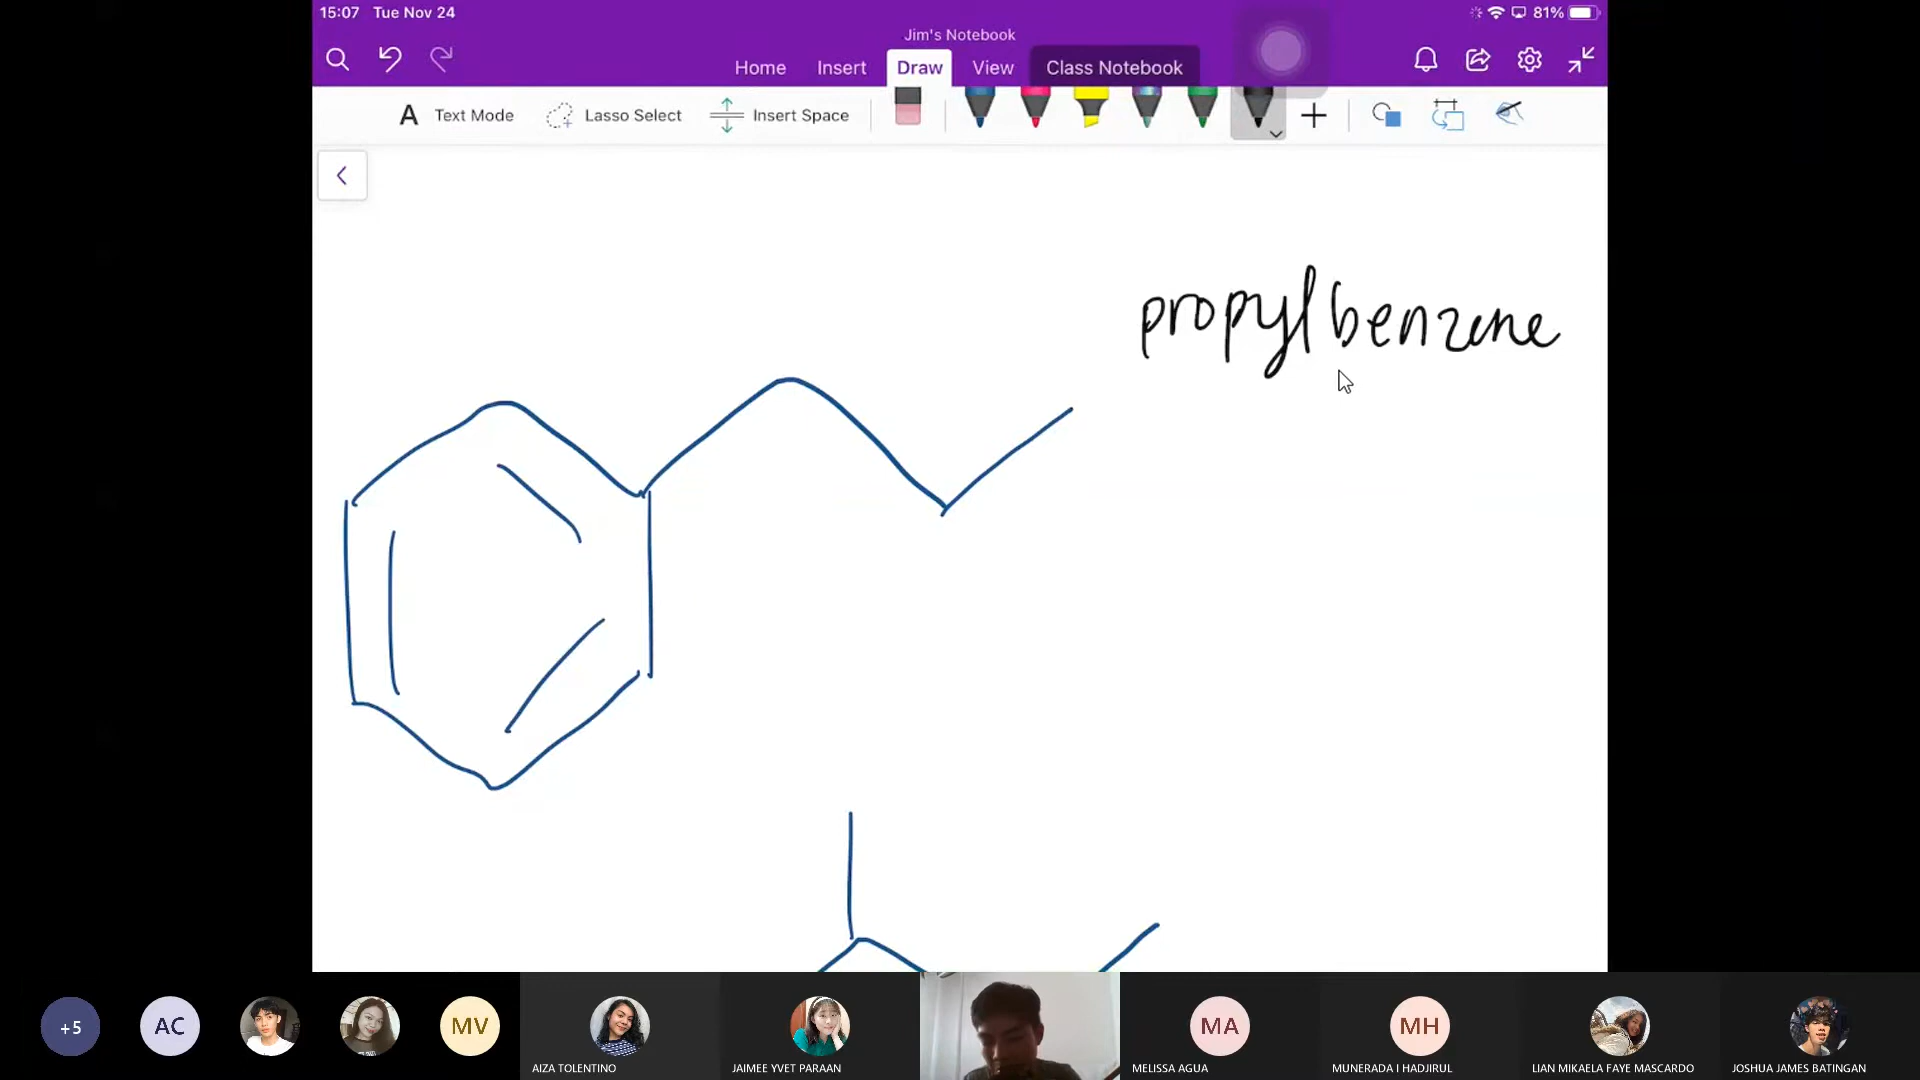 15:07 Tue Nov 24
81%
Jim's Notebook
Home Insert Draw View Class Notebook
A Text Mode Lasso Select Insert Space
propylbenzene
+5
AC
MV
AIZA TOLENTINO
JAIMEE YVET PARAAN
MA
MELISSA AGUA
MH
MUNERADA I HADJIRUL
LIAN MIKAELA FAYE MASCARDO
JOSHUA JAMES BATINGAN